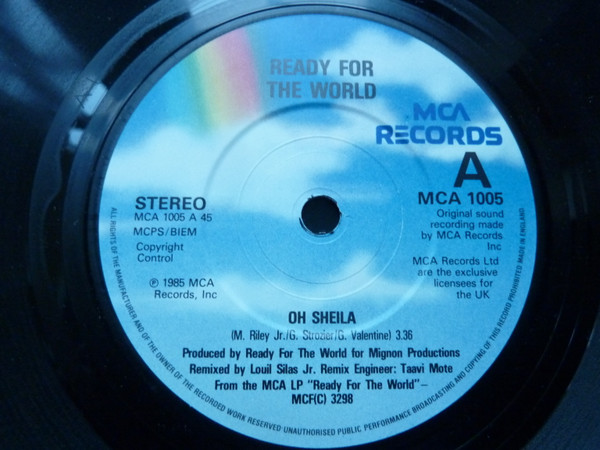 READY FOR
THE WORLD
MCA
RECORDS
A
MCA 1005
STEREO
MCA 1005 A 45
MCPS/BIEM
Copyright
Control
℗ 1985 MCA
Records, Inc
Original sound
recording made
by MCA Records
Inc
MCA Records Ltd
are the exclusive
licensees for
the UK
OH SHEILA
(M. Riley Jr./G. Strozier/G. Valentine) 3.36
Produced by Ready For The World for Mignon Productions
Remixed by Louil Silas Jr. Remix Engineer: Taavi Mote
From the MCA LP "Ready For The World"–
MCF(C) 3298
ALL RIGHTS OF THE MANUFACTURER AND OF THE OWNER OF THE RECORDED WORK RESERVED UNAUTHORISED PUBLIC PERFORMANCE BROADCASTING AND COPYING OF THIS RECORD PROHIBITED MADE IN ENGLAND